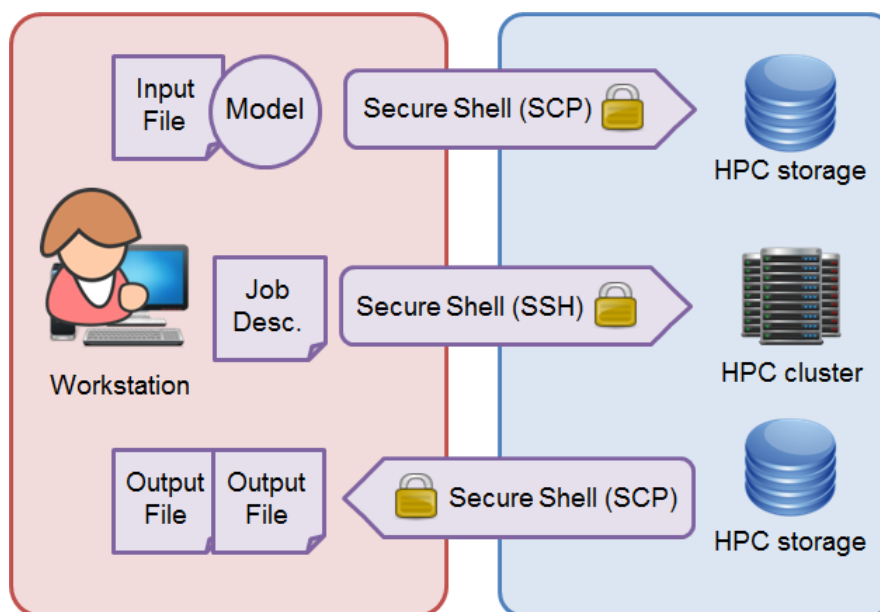 Input
File
Model
Secure Shell (SCP)
HPC storage
Workstation
Job
Desc.
Secure Shell (SSH)
HPC cluster
Output
File
Output
File
Secure Shell (SCP)
HPC storage